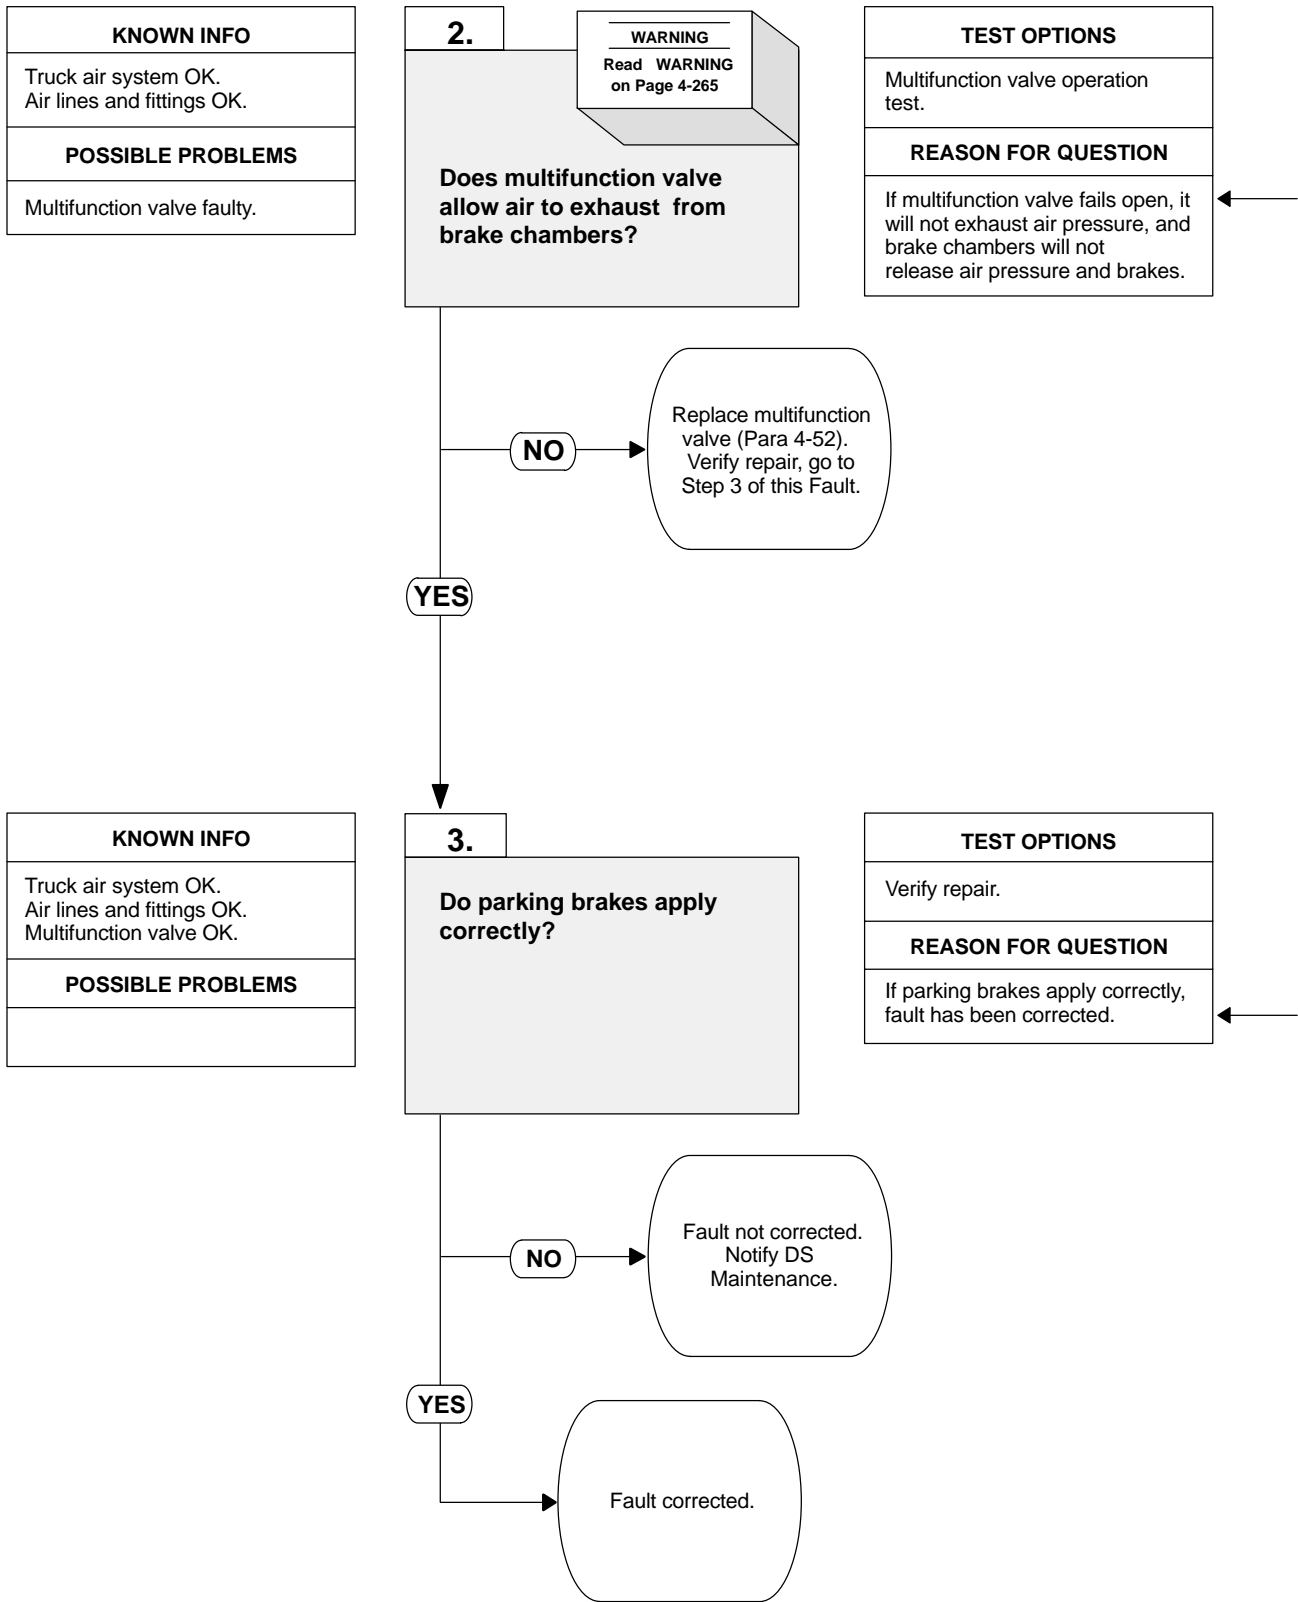 KNOWN INFO
Truck air system OK.
Air lines and fittings OK.
POSSIBLE PROBLEMS
Multifunction valve faulty.
2.
WARNING
Read WARNING
on Page 4-265
Does multifunction valve
allow air to exhaust from
brake chambers?
TEST OPTIONS
Multifunction valve operation
test.
REASON FOR QUESTION
If multifunction valve fails open, it
will not exhaust air pressure, and
brake chambers will not
release air pressure and brakes.
NO
Replace multifunction
valve (Para 4-52).
Verify repair, go to
Step 3 of this Fault.
YES
KNOWN INFO
Truck air system OK.
Air lines and fittings OK.
Multifunction valve OK.
POSSIBLE PROBLEMS
3.
Do parking brakes apply
correctly?
TEST OPTIONS
Verify repair.
REASON FOR QUESTION
If parking brakes apply correctly,
fault has been corrected.
NO
Fault not corrected.
Notify DS
Maintenance.
YES
Fault corrected.